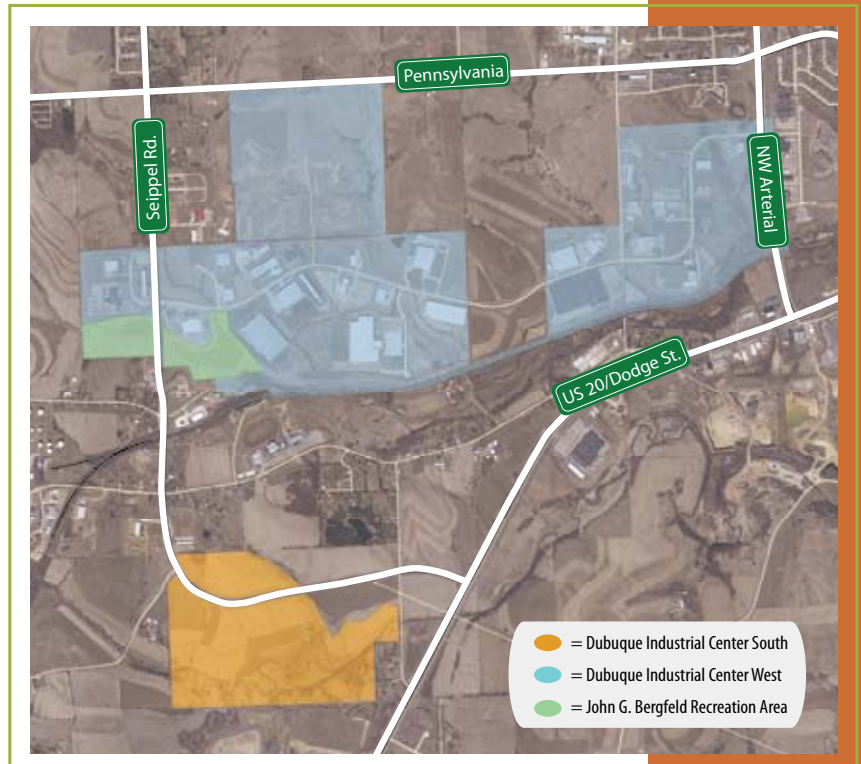 Pennsylvania
Seippel Rd.
NW Arterial
US 20/Dodge St.
= Dubuque Industrial Center South
= Dubuque Industrial Center West
= John G. Bergfeld Recreation Area